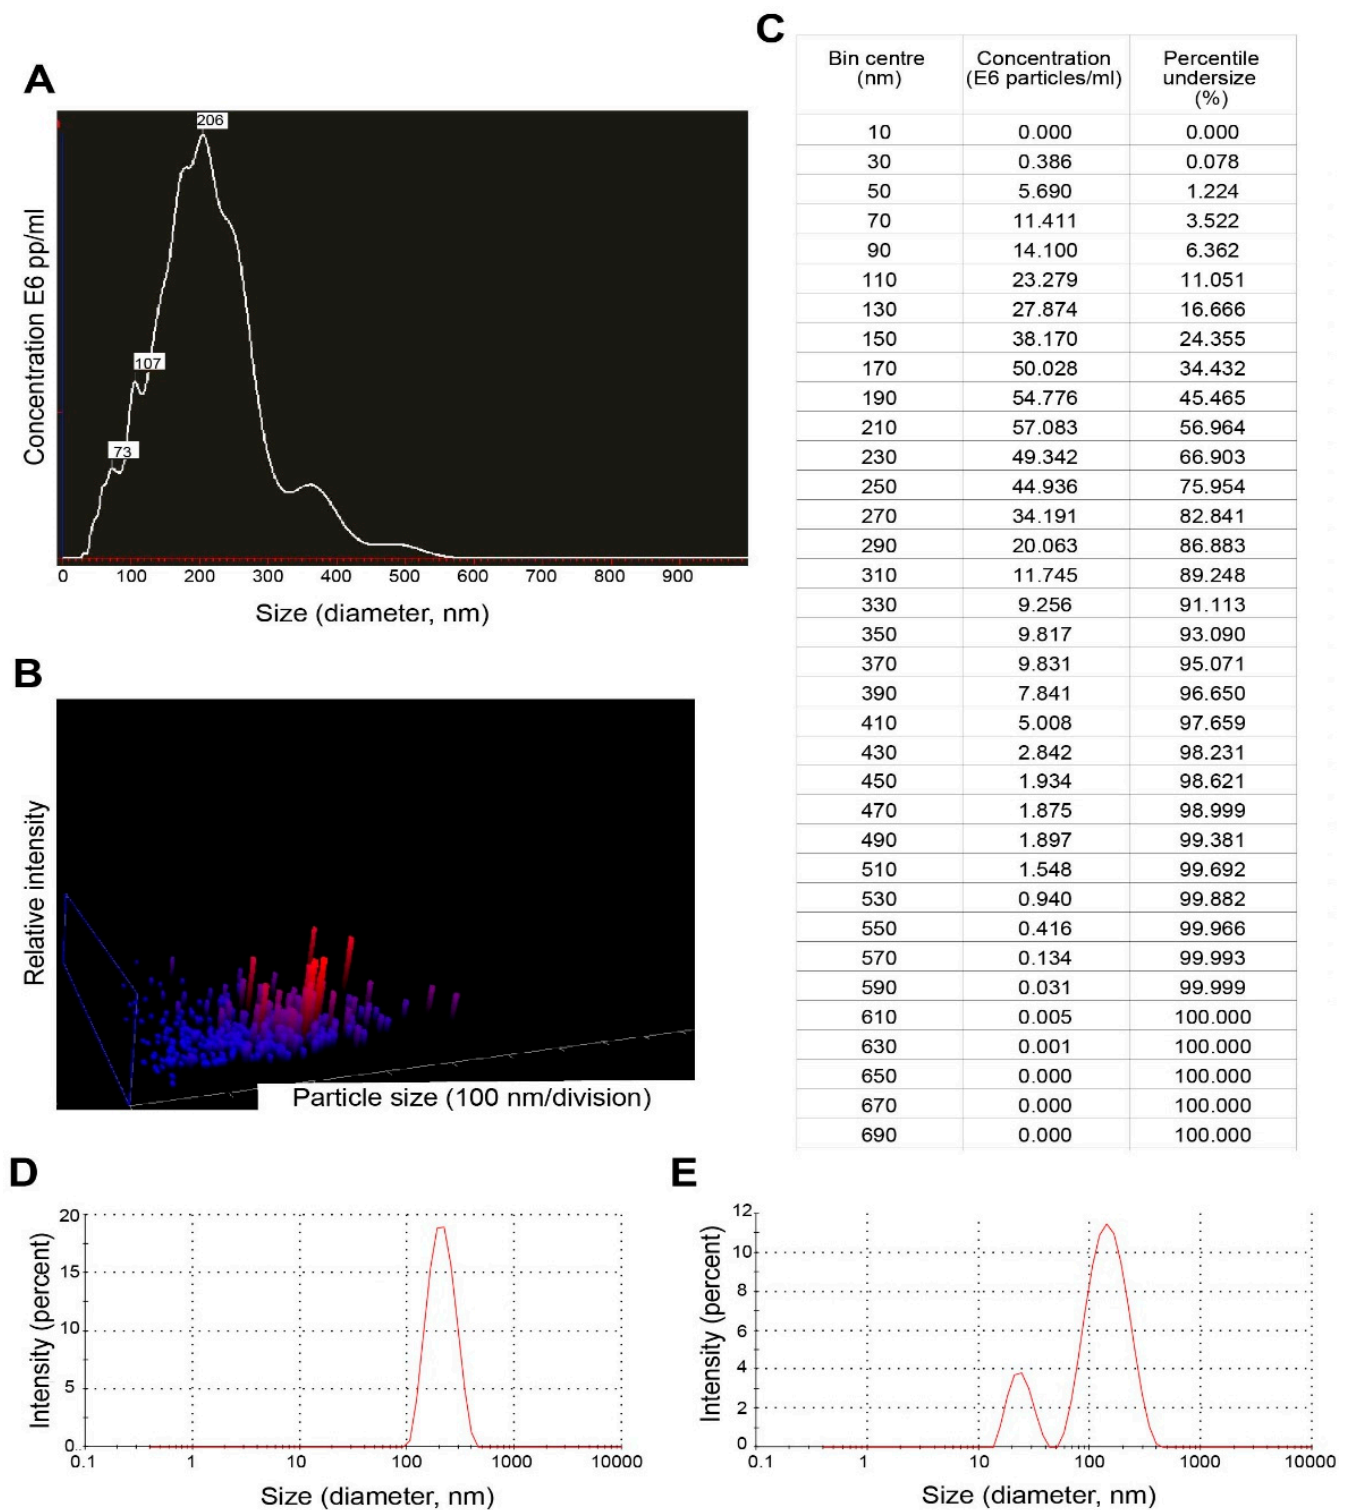 A
206
107
73
Concentration E6 pp/ml
0 100 200 300 400 500 600 700 800 900
Size (diameter, nm)
B
Relative intensity
Particle size (100 nm/division)
C
Bin centre (nm) Concentration (E6 particles/ml) Percentile undersize (%)
10 0.000 0.000
30 0.386 0.078
50 5.690 1.224
70 11.411 3.522
90 14.100 6.362
110 23.279 11.051
130 27.874 16.666
150 38.170 24.355
170 50.028 34.432
190 54.776 45.465
210 57.083 56.964
230 49.342 66.903
250 44.936 75.954
270 34.191 82.841
290 20.063 86.883
310 11.745 89.248
330 9.256 91.113
350 9.817 93.090
370 9.831 95.071
390 7.841 96.650
410 5.008 97.659
430 2.842 98.231
450 1.934 98.621
470 1.875 98.999
490 1.897 99.381
510 1.548 99.692
530 0.940 99.882
550 0.416 99.966
570 0.134 99.993
590 0.031 99.999
610 0.005 100.000
630 0.001 100.000
650 0.000 100.000
670 0.000 100.000
690 0.000 100.000
D
Intensity (percent)
20
15
10
5
0
0.1 1 10 100 1000 10000
Size (diameter, nm)
E
Intensity (percent)
12
10
8
6
4
2
0
0.1 1 10 100 1000 10000
Size (diameter, nm)